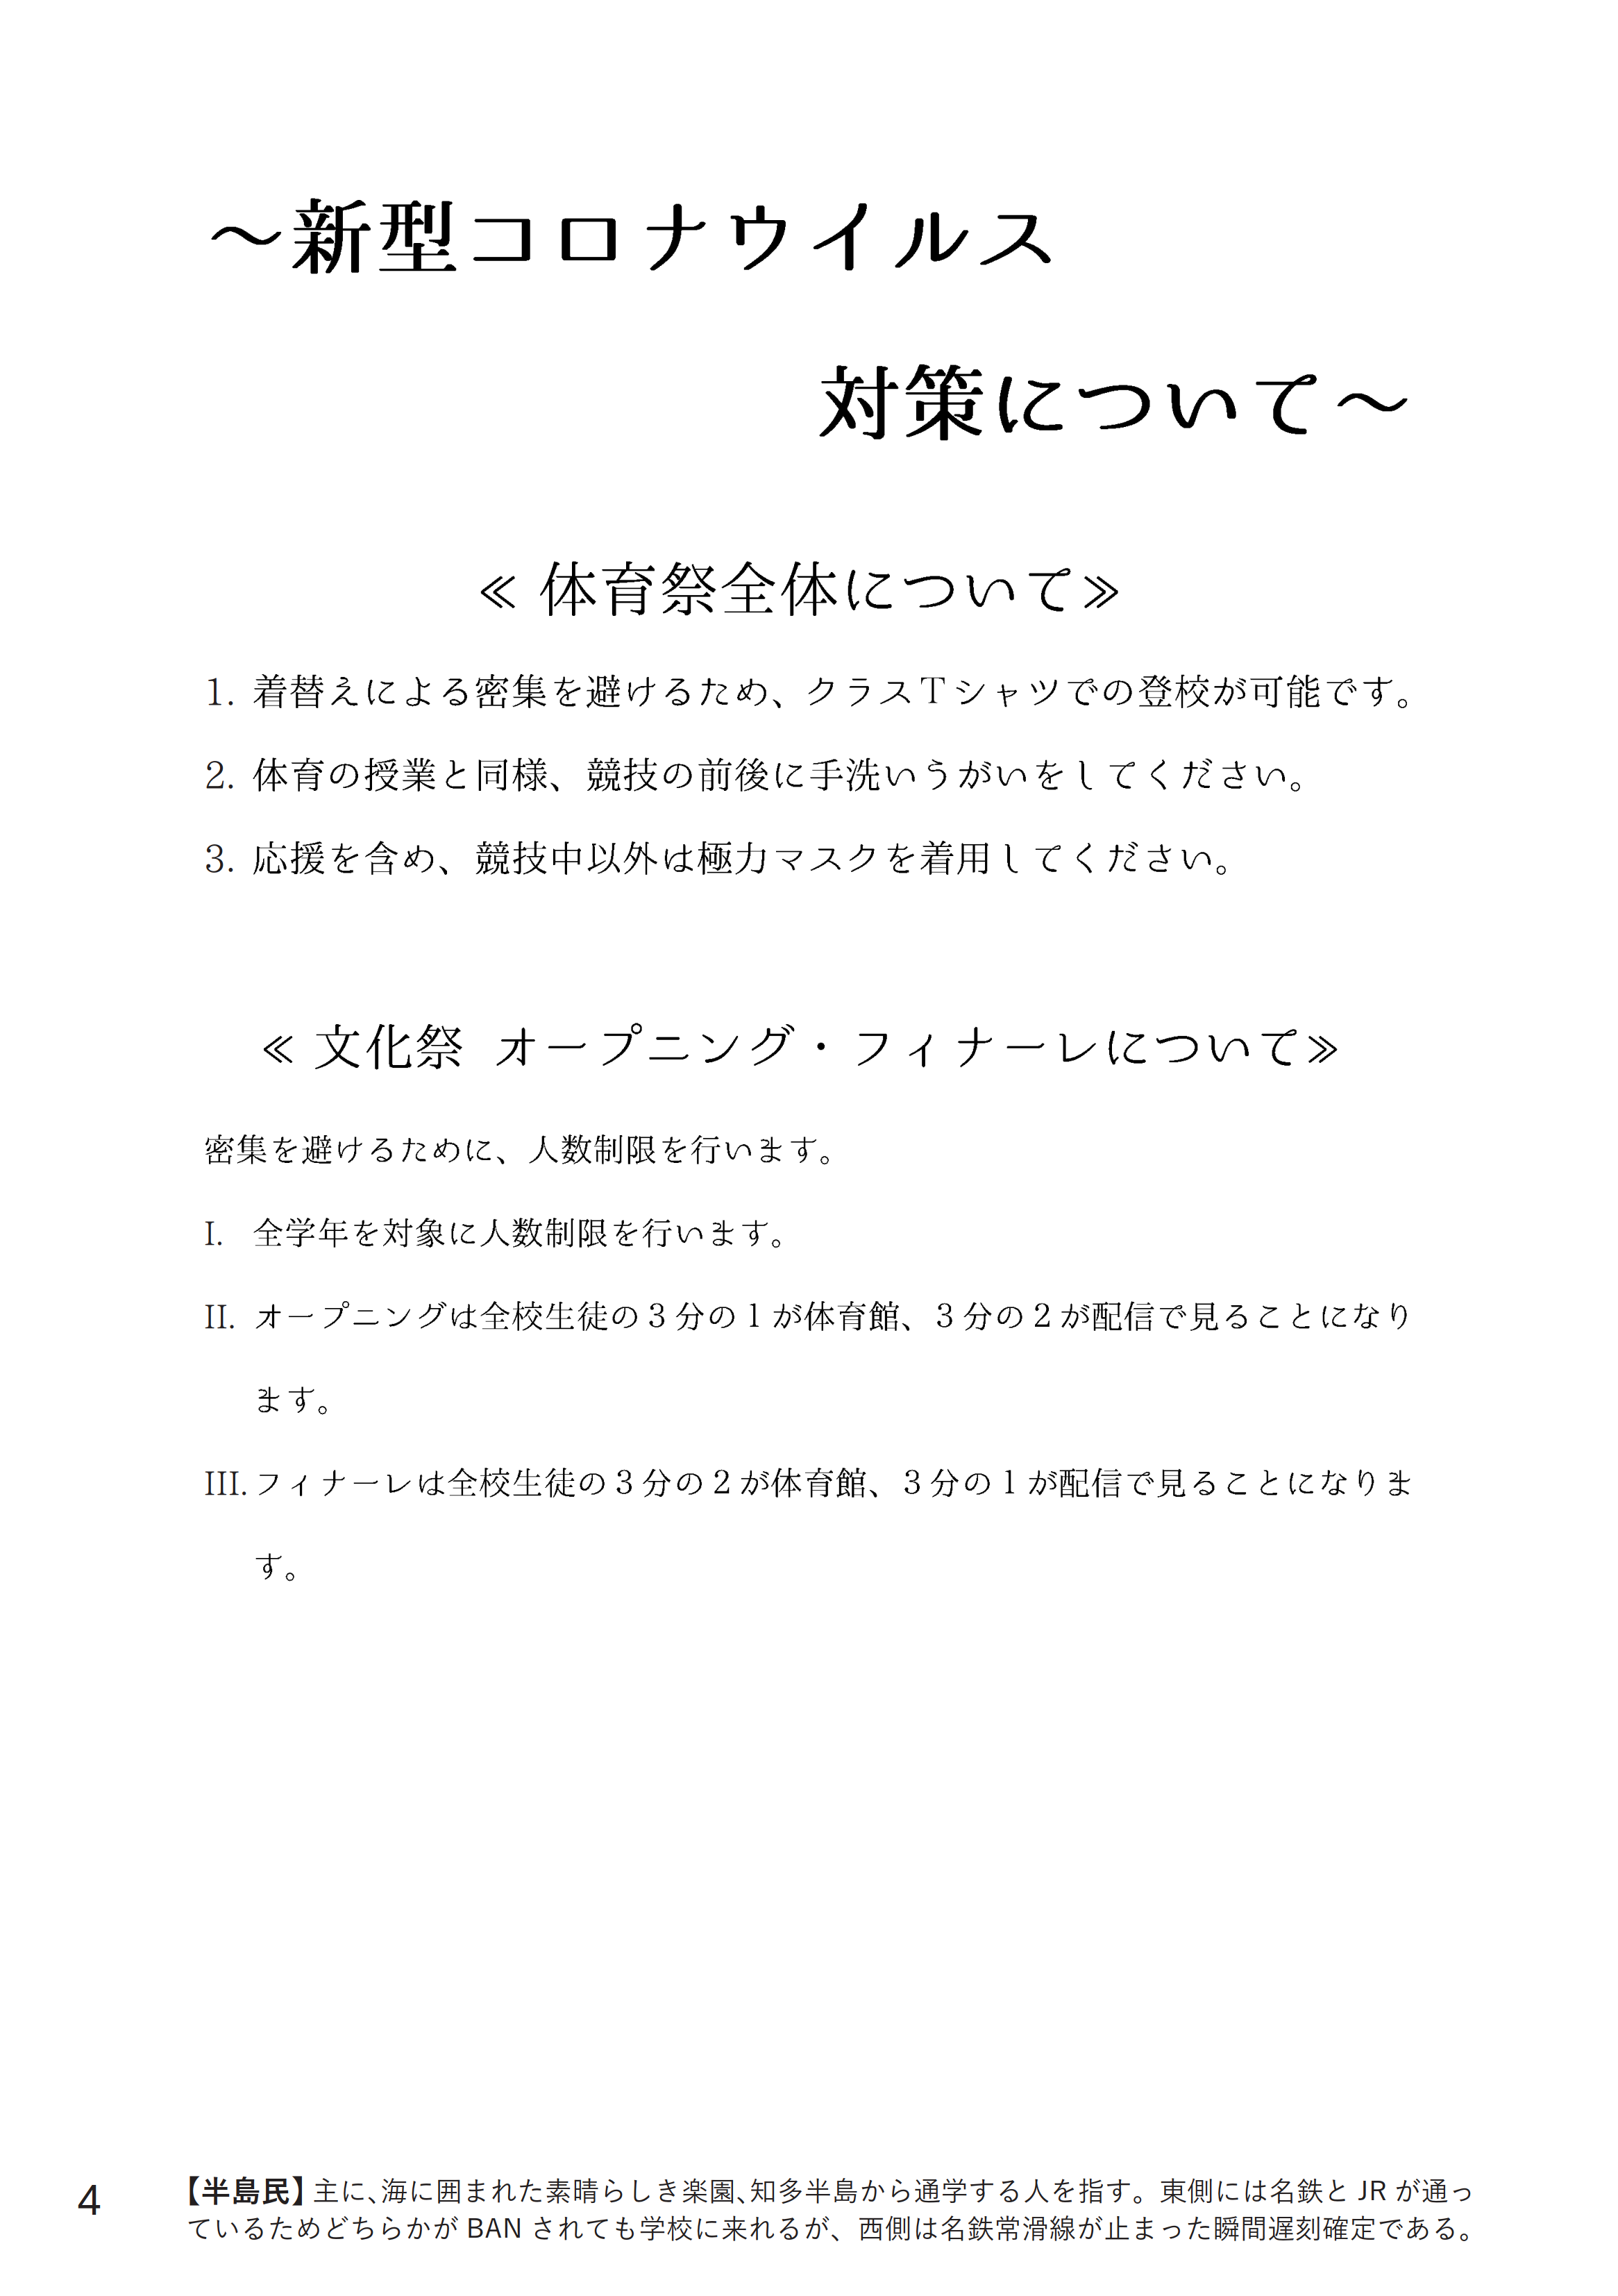 ～新型コロナウイルス
対策について～
≪ 体育祭全体について≫
1. 着替えによる密集を避けるため、クラスＴシャツでの登校が可能です。
2. 体育の授業と同様、競技の前後に手洗いうがいをしてください。
3. 応援を含め、競技中以外は極力マスクを着用してください。
≪ 文化祭 オープニング・フィナーレについて≫
密集を避けるために、人数制限を行います。
I. 全学年を対象に人数制限を行います。
II. オープニングは全校生徒の３分の１が体育館、３分の２が配信で見ることになり
ます。
III. フィナーレは全校生徒の３分の２が体育館、３分の１が配信で見ることになりま
す。
4
【半島民】主に、海に囲まれた素晴らしき楽園、知多半島から通学する人を指す。東側には名鉄と JR が通っ
ているためどちらかが BAN されても学校に来れるが、西側は名鉄常滑線が止まった瞬間遅刻確定である。